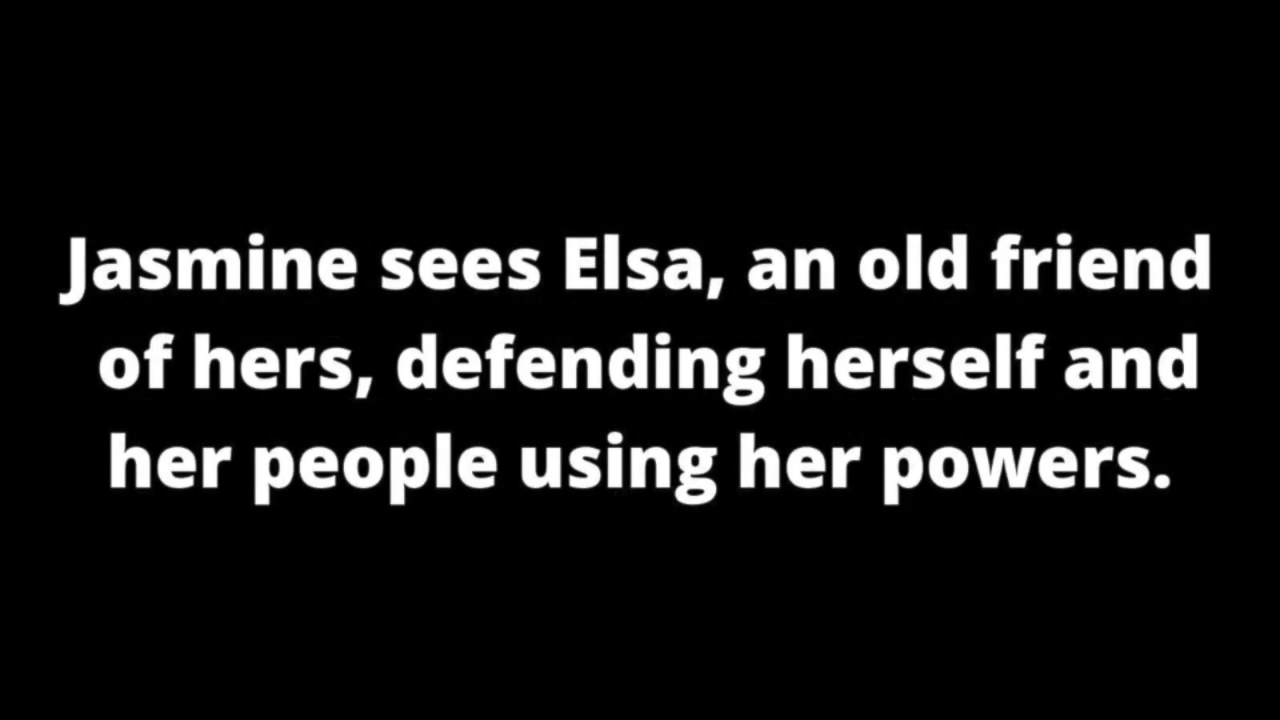 Jasmine sees Elsa, an old friend
of hers, defending herself and
her people using her powers.